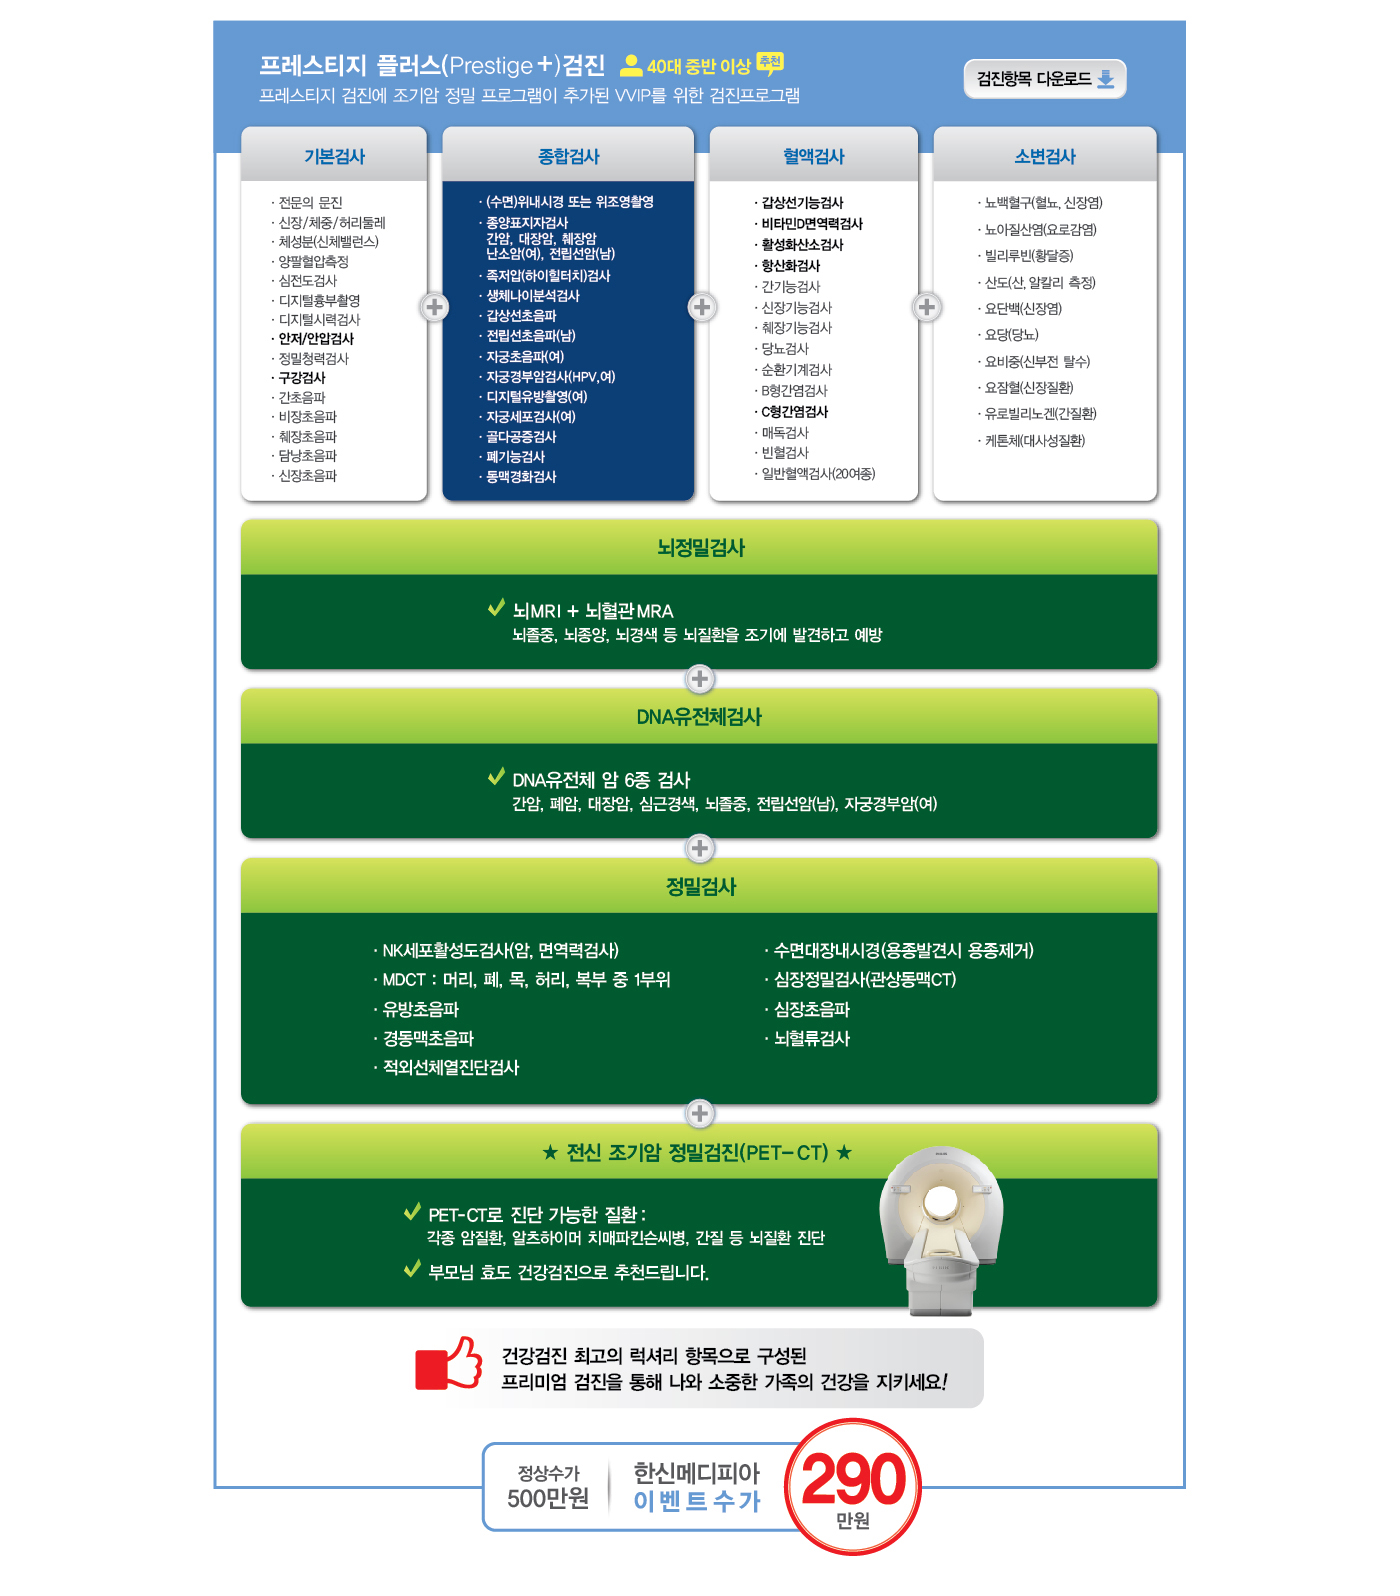 프레스티지 플러스(Prestige+)검진 40대 중반 이상 추천
프레스티지 검진에 조기암 정밀 프로그램이 추가된 VVIP를 위한 검진프로그램
검진항목 다운로드
기본검사
· 전문의 문진
· 신장/체중/허리둘레
· 체성분(신체밸런스)
· 양팔혈압측정
· 심전도검사
· 디지털흉부촬영
· 디지털시력검사
· 안저/안압검사
· 정밀청력검사
· 구강검사
· 간초음파
· 비장초음파
· 췌장초음파
· 담낭초음파
· 신장초음파
종합검사
· (수면)위내시경 또는 위조영촬영
· 종양표지자검사
간암, 대장암, 췌장암
난소암(여), 전립선암(남)
· 족저압(하이힐터치)검사
· 생체나이분석검사
· 갑상선초음파
· 전립선초음파(남)
· 자궁초음파(여)
· 자궁경부암검사(HPV,여)
· 디지털유방촬영(여)
· 자궁세포검사(여)
· 골다공증검사
· 폐기능검사
· 동맥경화검사
혈액검사
· 갑상선기능검사
· 비타민D면역력검사
· 활성화산소검사
· 항산화검사
· 간기능검사
· 신장기능검사
· 췌장기능검사
· 당뇨검사
· 순환기계검사
· B형간염검사
· C형간염검사
· 매독검사
· 빈혈검사
· 일반혈액검사(20여종)
소변검사
· 노백혈구(혈뇨, 신장염)
· 노아질산염(요로감염)
· 빌리루빈(황달증)
· 산도(산, 알칼리 측정)
· 요단백(신장염)
· 요당(당뇨)
· 요비중(신부전 탈수)
· 요잠혈(신장질환)
· 유로빌리노겐(간질환)
· 케톤체(대사성질환)
뇌정밀검사
뇌MRI + 뇌혈관MRA
뇌졸중, 뇌종양, 뇌경색 등 뇌질환을 조기에 발견하고 예방
DNA유전체검사
DNA유전체 암 6종 검사
간암, 폐암, 대장암, 심근경색, 뇌졸중, 전립선암(남), 자궁경부암(여)
정밀검사
· NK세포활성도검사(암, 면역력검사)
· MDCT : 머리, 폐, 목, 허리, 복부 중 1부위
· 유방초음파
· 경동맥초음파
· 적외선체열진단검사
· 수면대장내시경(용종발견시 용종제거)
· 심장정밀검사(관상동맥CT)
· 심장초음파
· 뇌혈류검사
★ 전신 조기암 정밀검진(PET-CT) ★
PET-CT로 진단 가능한 질환 :
각종 암질환, 알츠하이머 치매파킨슨씨병, 간질 등 뇌질환 진단
부모님 효도 건강검진으로 추천드립니다.
건강검진 최고의 럭셔리 항목으로 구성된
프리미엄 검진을 통해 나와 소중한 가족의 건강을 지키세요!
정상수가
500만원
한신메디피아
이벤트수가
290
만원